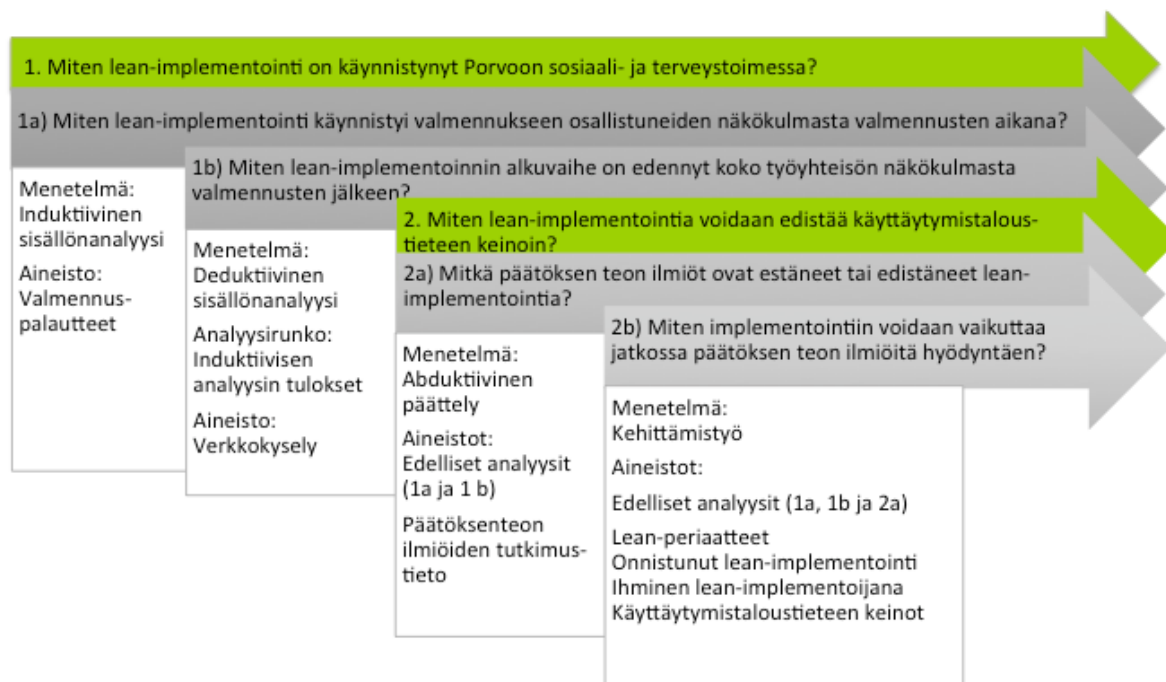 1. Miten lean-implementointi on käynnistynyt Porvoon sosiaali- ja terveystoimessa?
1a) Miten lean-implementointi käynnistyi valmennukseen osallistuneiden näkökulmasta valmennusten aikana?
Menetelmä:
Induktiivinen
sisällönanalyysi
Aineisto:
Valmennus-
palautteet
1b) Miten lean-implementoinnin alkuvaihe on edennyt koko työyhteisön näkökulmasta
valmennusten jälkeen?
Menetelmä:
Deduktiivinen
sisällönanalyysi
Analyysirunko:
Induktiivisen
analyysin tulokset
Aineisto:
Verkkokysely
2. Miten lean-implementointia voidaan edistää käyttäytymistalous-
tieteen keinoin?
2a) Mitkä päätöksen teon ilmiöt ovat estäneet tai edistäneet lean-
implementointia?
Menetelmä:
Abduktiivinen
päättely
Aineistot:
Edelliset analyysit
(1a ja 1 b)
Päätöksenteon
ilmiöiden tutkimus-
tieto
2b) Miten implementointiin voidaan vaikuttaa
jatkossa päätöksen teon ilmiöitä hyödyntäen?
Menetelmä:
Kehittämistyö
Aineistot:
Edelliset analyysit (1a, 1b ja 2a)
Lean-periaatteet
Onnistunut lean-implementointi
Ihminen lean-implementoijana
Käyttäytymistaloustieteen keinot